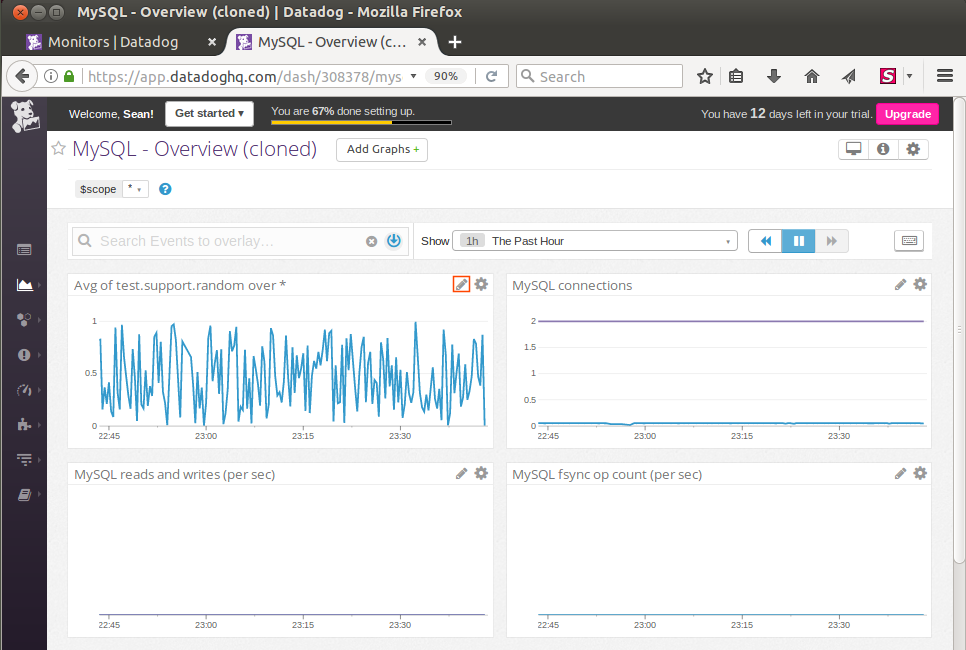 MySQL - Overview (cloned) | Datadog - Mozilla Firefox
Monitors | Datadog × MySQL - Overview (c... × +
https://app.datadoghq.com/dash/308378/mys 90% Search
Welcome, Sean! Get started ▾ You are 67% done setting up. You have 12 days left in your trial. Upgrade
MySQL - Overview (cloned) Add Graphs +
$scope * ?
Search Events to overlay... Show 1h The Past Hour
Avg of test.support.random over *
1
0.5
0
22:45 23:00 23:15 23:30
MySQL connections
2
1.5
1
0.5
0
22:45 23:00 23:15 23:30
MySQL reads and writes (per sec)
22:45 23:00 23:15 23:30
MySQL fsync op count (per sec)
22:45 23:00 23:15 23:30